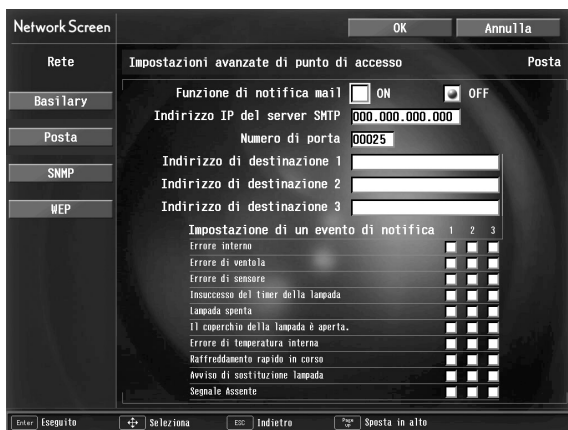 Network Screen OK Annulla
Rete Impostazioni avanzate di punto di accesso Posta
Funzione di notifica mail ON OFF
Basilary
Indirizzo IP del server SMTP 000.000.000.000
Posta
Numero di porta 00025
SNMP
Indirizzo di destinazione 1
Indirizzo di destinazione 2
WEP
Indirizzo di destinazione 3
Impostazione di un evento di notifica 1 2 3
Errore interno
Errore di ventola
Errore di sensore
Insuccesso del timer della lampada
Lampada spenta
Il coperchio della lampada è aperta.
Errore di temperatura interna
Raffreddamento rapido in corso
Avviso di sostituzione lampada
Segnale Assente
Enter Eseguito Seleziona ESC Indietro Page UP Sposta in alto